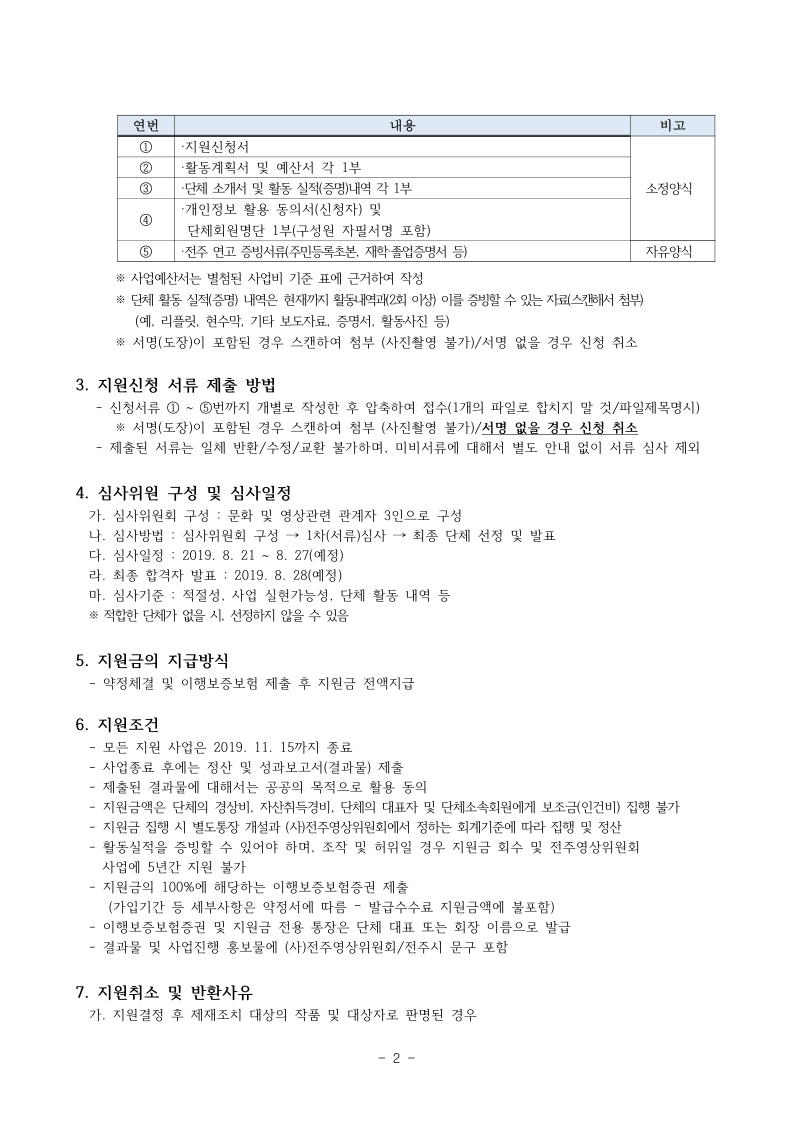 연번 내용 비고
① ·지원신청서
② ·활동계획서 및 예산서 각 1부
③ ·단체 소개서 및 활동 실적(증명)내역 각 1부 소정양식
④ ·개인정보 활용 동의서(신청자) 및
단체회원명단 1부(구성원 자필서명 포함)
⑤ ·전주 연고 증빙서류(주민등록초본, 재학·졸업증명서 등) 자유양식
※ 사업예산서는 별첨된 사업비 기준 표에 근거하여 작성
※ 단체 활동 실적(증명) 내역은 현재까지 활동내역과(2회 이상) 이를 증빙할 수 있는 자료(스캔해서 첨부)
(예, 리플릿, 현수막, 기타 보도자료, 증명서, 활동사진 등)
※ 서명(도장)이 포함된 경우 스캔하여 첨부 (사진촬영 불가)/서명 없을 경우 신청 취소
3. 지원신청 서류 제출 방법
- 신청서류 ① ~ ⑤번까지 개별로 작성한 후 압축하여 접수(1개의 파일로 합치지 말 것/파일제목명시)
※ 서명(도장)이 포함된 경우 스캔하여 첨부 (사진촬영 불가)/서명 없을 경우 신청 취소
- 제출된 서류는 일체 반환/수정/교환 불가하며, 미비서류에 대해서 별도 안내 없이 서류 심사 제외
4. 심사위원 구성 및 심사일정
가. 심사위원회 구성 : 문화 및 영상관련 관계자 3인으로 구성
나. 심사방법 : 심사위원회 구성 → 1차(서류)심사 → 최종 단체 선정 및 발표
다. 심사일정 : 2019. 8. 21 ~ 8. 27(예정)
라. 최종 합격자 발표 : 2019. 8. 28(예정)
마. 심사기준 : 적절성, 사업 실현가능성, 단체 활동 내역 등
※ 적합한 단체가 없을 시, 선정하지 않을 수 있음
5. 지원금의 지급방식
- 약정체결 및 이행보증보험 제출 후 지원금 전액지급
6. 지원조건
- 모든 지원 사업은 2019. 11. 15까지 종료
- 사업종료 후에는 정산 및 성과보고서(결과물) 제출
- 제출된 결과물에 대해서는 공공의 목적으로 활용 동의
- 지원금액은 단체의 경상비, 자산취득경비, 단체의 대표자 및 단체소속회원에게 보조금(인건비) 집행 불가
- 지원금 집행 시 별도통장 개설과 (사)전주영상위원회에서 정하는 회계기준에 따라 집행 및 정산
- 활동실적을 증빙할 수 있어야 하며, 조작 및 허위일 경우 지원금 회수 및 전주영상위원회
사업에 5년간 지원 불가
- 지원금의 100%에 해당하는 이행보증보험증권 제출
(가입기간 등 세부사항은 약정서에 따름 - 발급수수료 지원금액에 불포함)
- 이행보증보험증권 및 지원금 전용 통장은 단체 대표 또는 회장 이름으로 발급
- 결과물 및 사업진행 홍보물에 (사)전주영상위원회/전주시 문구 포함
7. 지원취소 및 반환사유
가. 지원결정 후 제재조치 대상의 작품 및 대상자로 판명된 경우
- 2 -